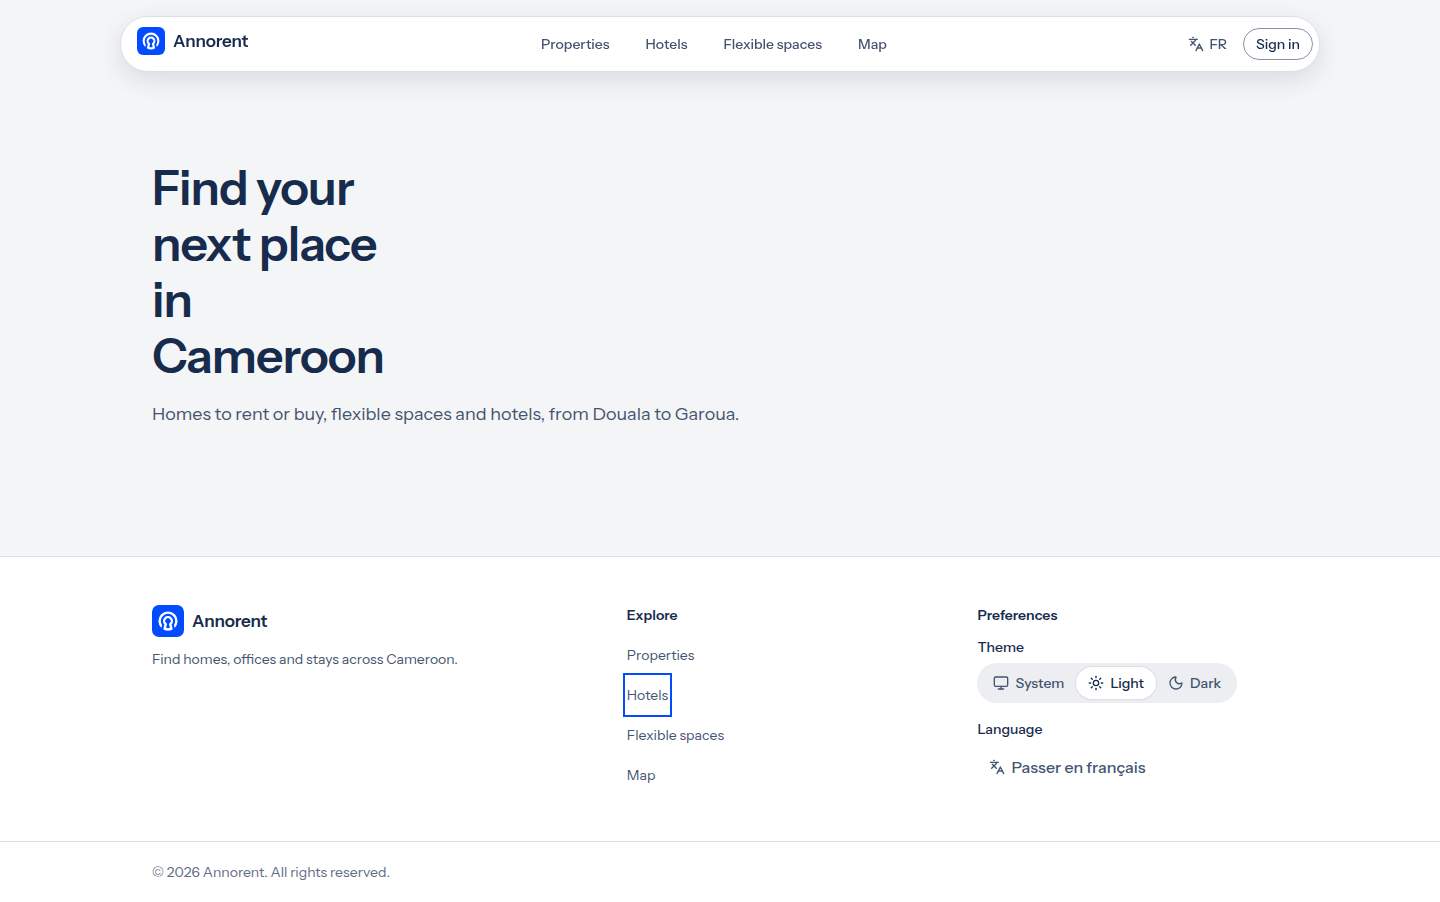 Annorent
Properties
Hotels
Flexible spaces
Map
FR
Sign in
Find your
next place
in
Cameroon
Homes to rent or buy, flexible spaces and hotels, from Douala to Garoua.
Annorent
Find homes, offices and stays across Cameroon.
Explore
Properties
Hotels
Flexible spaces
Map
Preferences
Theme
System
Light
Dark
Language
Passer en français
© 2026 Annorent. All rights reserved.